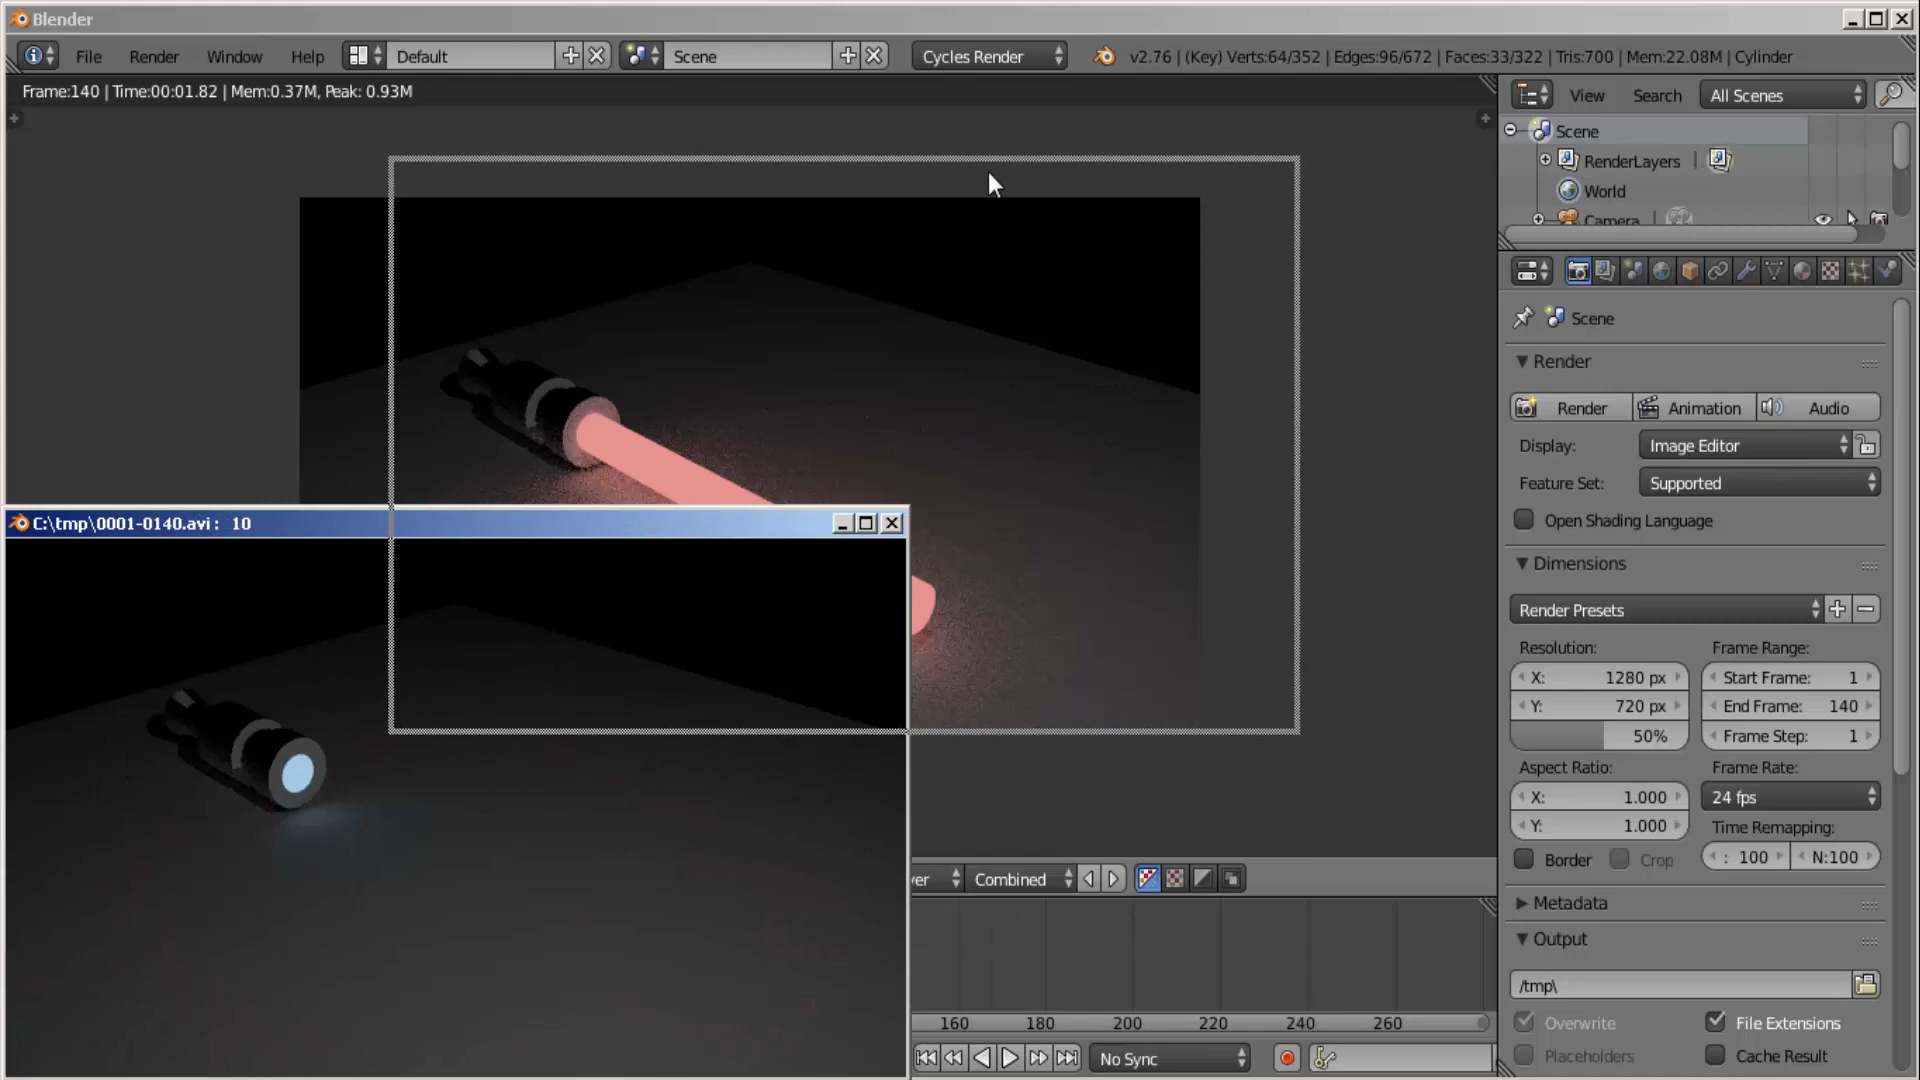 Blender
File Render Window Help Default Scene Cycles Render v2.76 | (Key) Verts:64/352 | Edges:96/672 | Faces:33/322 | Tris:700 | Mem:22.08M | Cylinder
Frame:140 | Time:00:01.82 | Mem:0.37M, Peak: 0.93M
View Search All Scenes
Scene
RenderLayers
World
Camera
Scene
Render
Render Animation Audio
Display: Image Editor
Feature Set: Supported
Open Shading Language
Dimensions
Render Presets
Resolution: Frame Range:
X: 1280 px Start Frame: 1
Y: 720 px End Frame: 140
50% Frame Step: 1
Aspect Ratio: Frame Rate:
X: 1.000 24 fps
Y: 1.000 Time Remapping:
Border Crop : 100 N:100
Metadata
Output
/tmp\
Overwrite File Extensions
Placeholders Cache Result
C:\tmp\0001-0140.avi: 10
ver Combined
160 180 200 220 240 260
No Sync